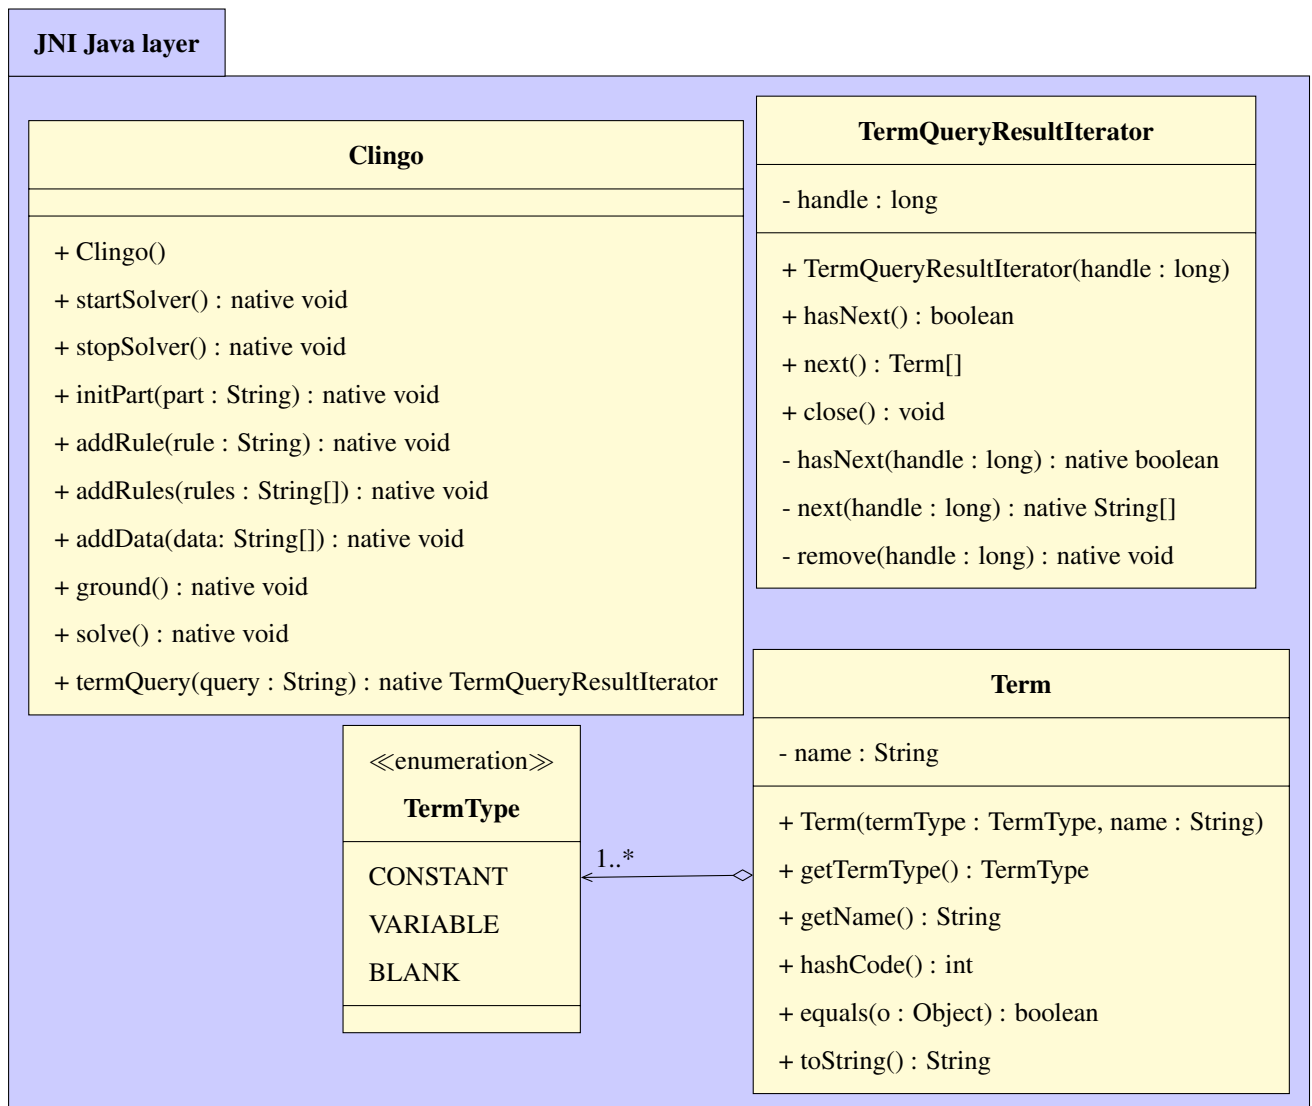 JNI Java layer
Clingo
+ Clingo()
+ startSolver() : native void
+ stopSolver() : native void
+ initPart(part : String) : native void
+ addRule(rule : String) : native void
+ addRules(rules : String[]) : native void
+ addData(data: String[]) : native void
+ ground() : native void
+ solve() : native void
+ termQuery(query : String) : native TermQueryResultIterator
TermQueryResultIterator
- handle : long
+ TermQueryResultIterator(handle : long)
+ hasNext() : boolean
+ next() : Term[]
+ close() : void
- hasNext(handle : long) : native boolean
- next(handle : long) : native String[]
- remove(handle : long) : native void
≪enumeration≫
TermType
CONSTANT
VARIABLE
BLANK
1..*
Term
- name : String
+ Term(termType : TermType, name : String)
+ getTermType() : TermType
+ getName() : String
+ hashCode() : int
+ equals(o : Object) : boolean
+ toString() : String